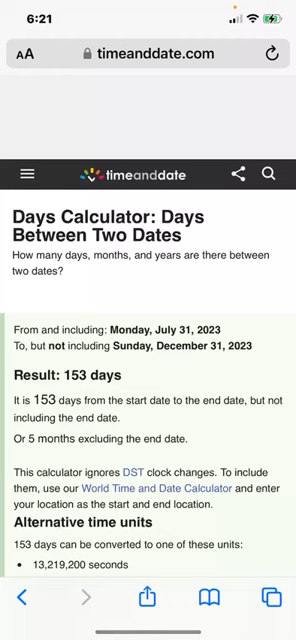 6:21
AA timeanddate.com
timeanddate
Days Calculator: Days
Between Two Dates
How many days, months, and years are there between
two dates?
From and including: Monday, July 31, 2023
To, but not including Sunday, December 31, 2023
Result: 153 days
It is 153 days from the start date to the end date, but not
including the end date.
Or 5 months excluding the end date.
This calculator ignores DST clock changes. To include
them, use our World Time and Date Calculator and enter
your location as the start and end location.
Alternative time units
153 days can be converted to one of these units:
• 13,219,200 seconds